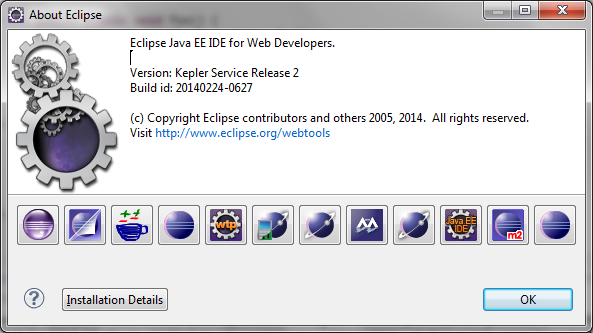 About Eclipse
Eclipse Java EE IDE for Web Developers.
Version: Kepler Service Release 2
Build id: 20140224-0627
(c) Copyright Eclipse contributors and others 2005, 2014.  All rights reserved.
Visit http://www.eclipse.org/webtools
wtp
Java EE
IDE
m2
?
Installation Details
OK